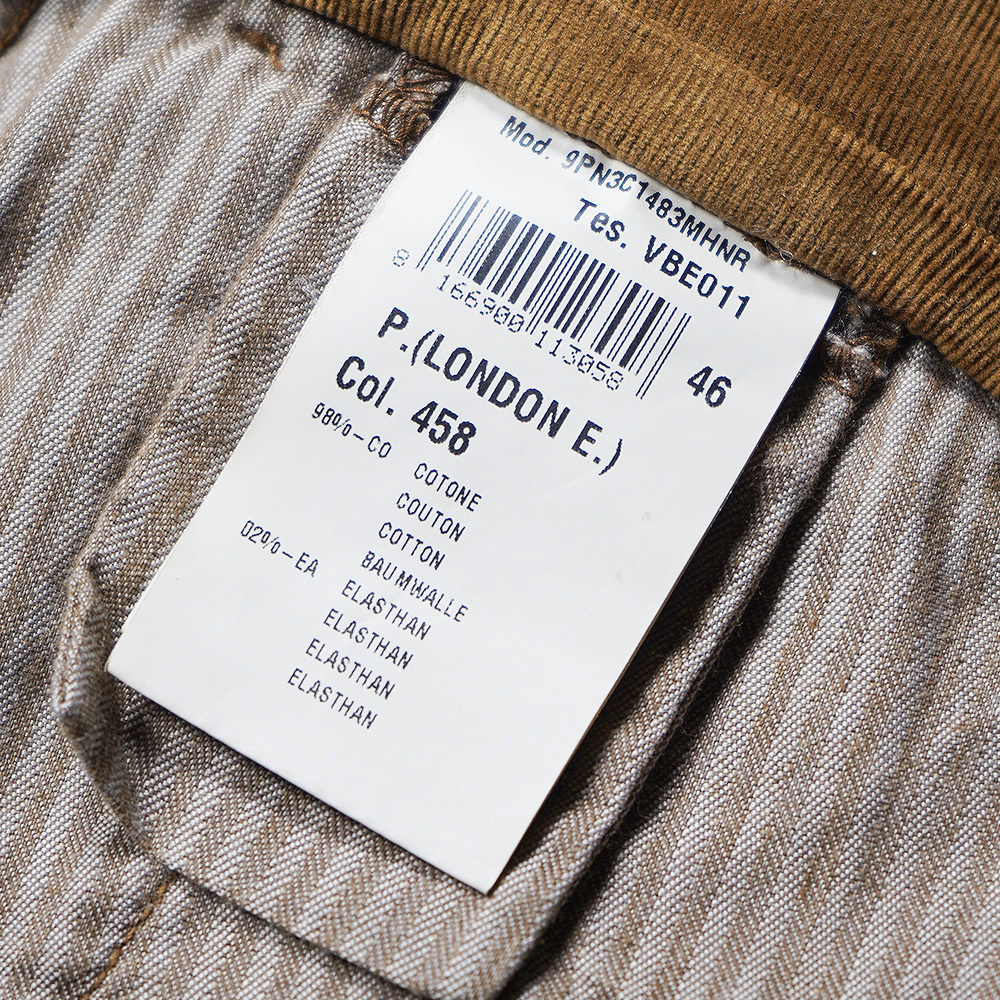 Mod. 9PN3C1483MHNR
Tes. VBE011
8 166900 113058
46
P.(LONDON E.)
Col. 458
98%-CO COTONE
COUTON
COTTON
BAUMWALLE
02%-EA ELASTHAN
ELASTHAN
ELASTHAN
ELASTHAN